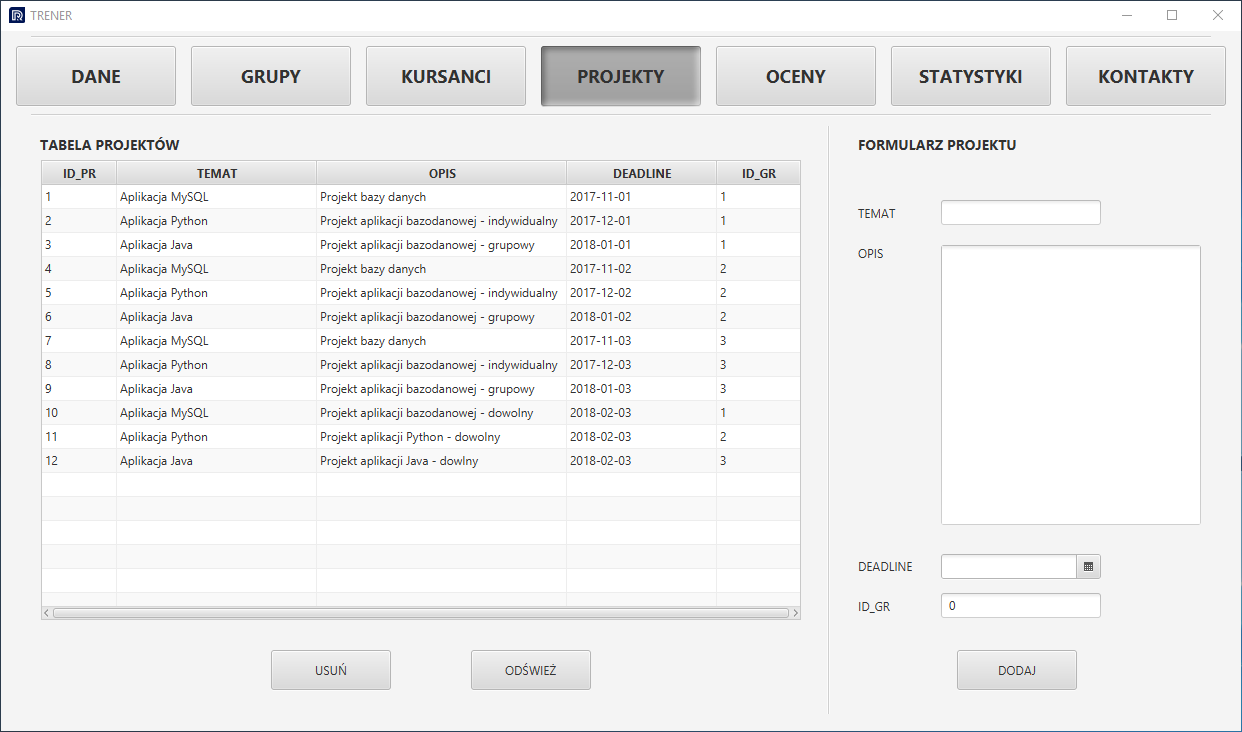 TRENER
DANE GRUPY KURSANCI PROJEKTY OCENY STATYSTYKI KONTAKTY
TABELA PROJEKTÓW
ID_PR TEMAT OPIS DEADLINE ID_GR
1 Aplikacja MySQL Projekt bazy danych 2017-11-01 1
2 Aplikacja Python Projekt aplikacji bazodanowej - indywidualny 2017-12-01 1
3 Aplikacja Java Projekt aplikacji bazodanowej - grupowy 2018-01-01 1
4 Aplikacja MySQL Projekt bazy danych 2017-11-02 2
5 Aplikacja Python Projekt aplikacji bazodanowej - indywidualny 2017-12-02 2
6 Aplikacja Java Projekt aplikacji bazodanowej - grupowy 2018-01-02 2
7 Aplikacja MySQL Projekt bazy danych 2017-11-03 3
8 Aplikacja Python Projekt aplikacji bazodanowej - indywidualny 2017-12-03 3
9 Aplikacja Java Projekt aplikacji bazodanowej - grupowy 2018-01-03 3
10 Aplikacja MySQL Projekt aplikacji bazodanowej - dowolny 2018-02-03 1
11 Aplikacja Python Projekt aplikacji Python - dowolny 2018-02-03 2
12 Aplikacja Java Projekt aplikacji Java - dowlny 2018-02-03 3
USUŃ ODŚWIEŻ
FORMULARZ PROJEKTU
TEMAT
OPIS
DEADLINE
ID_GR 0
DODAJ